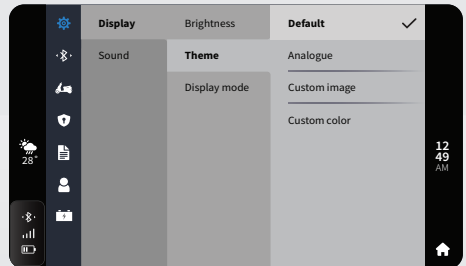 Display
Brightness
Default
Sound
Theme
Analogue
Display mode
Custom image
Custom color
28°
12
49
AM